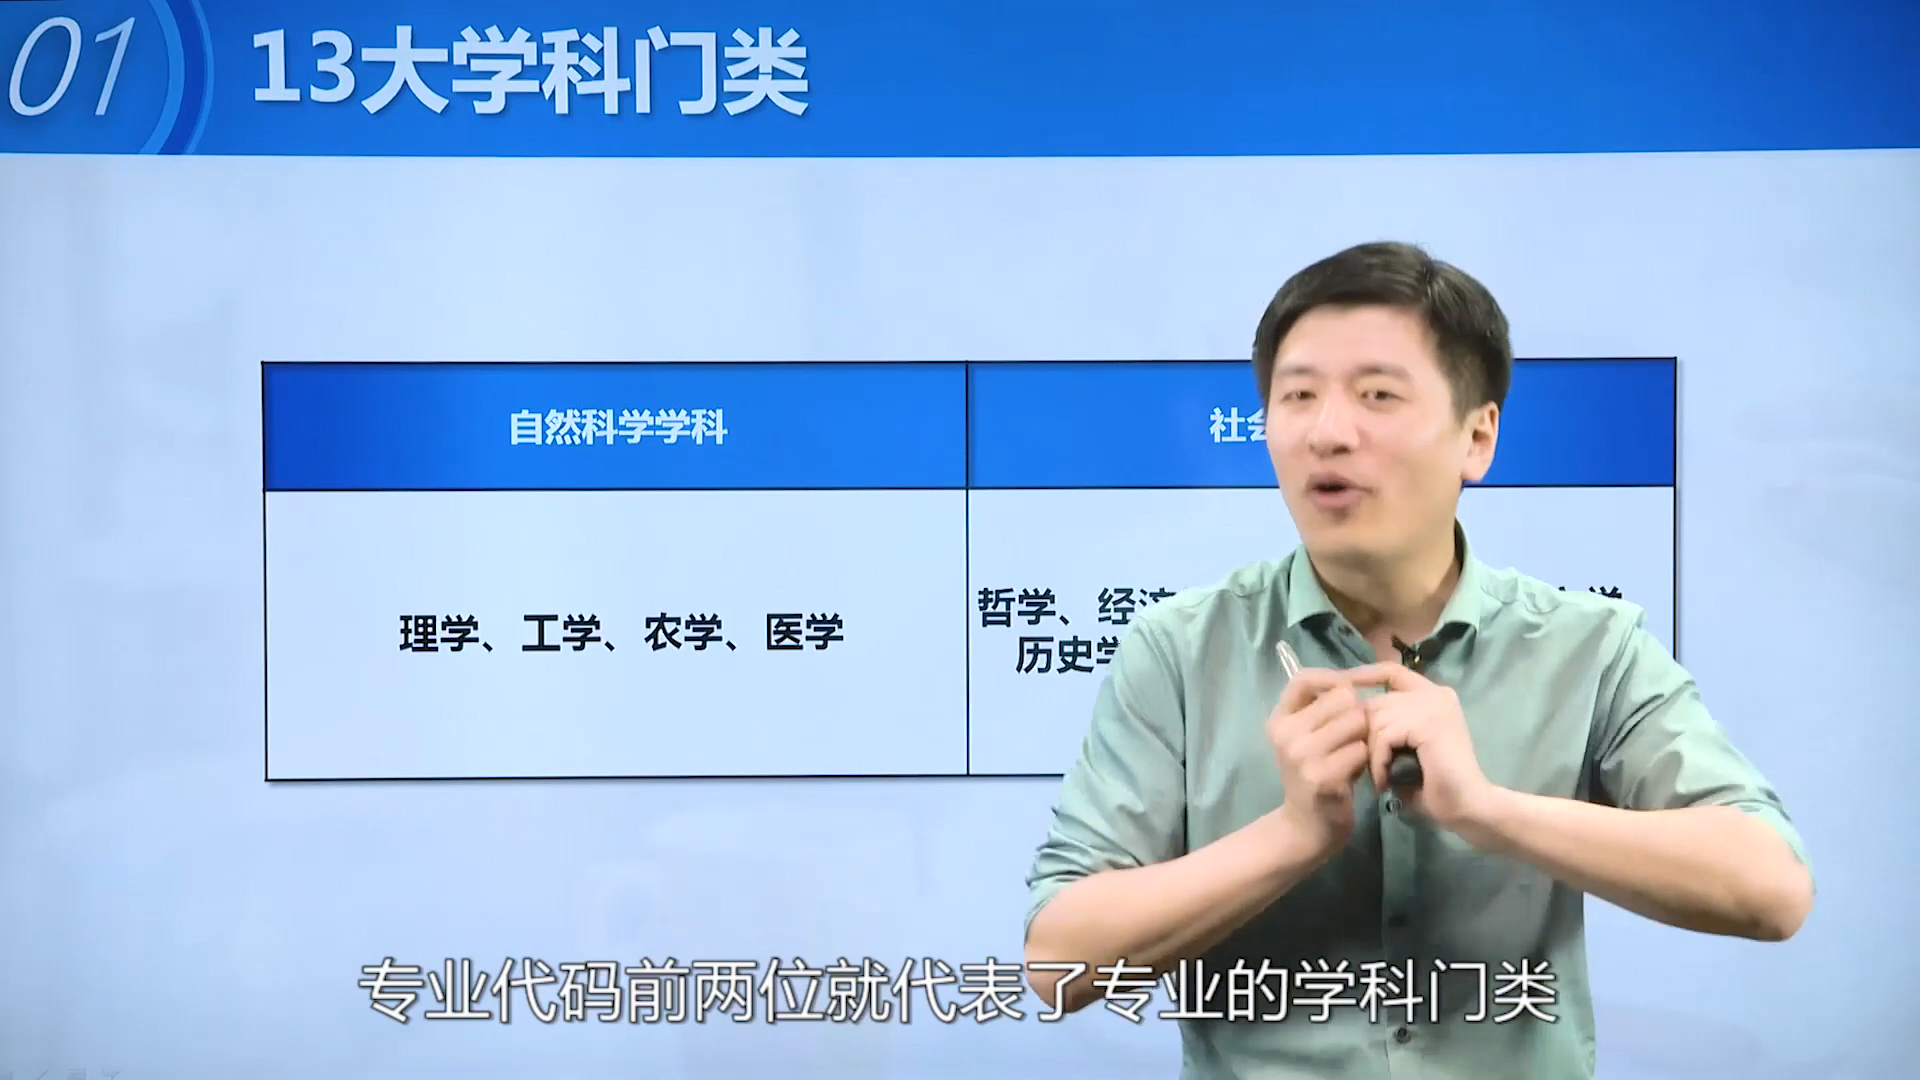 01
13大学科门类
自然科学学科
社会
理学、工学、农学、医学
哲学、经济
历史学
专业代码前两位就代表了专业的学科门类